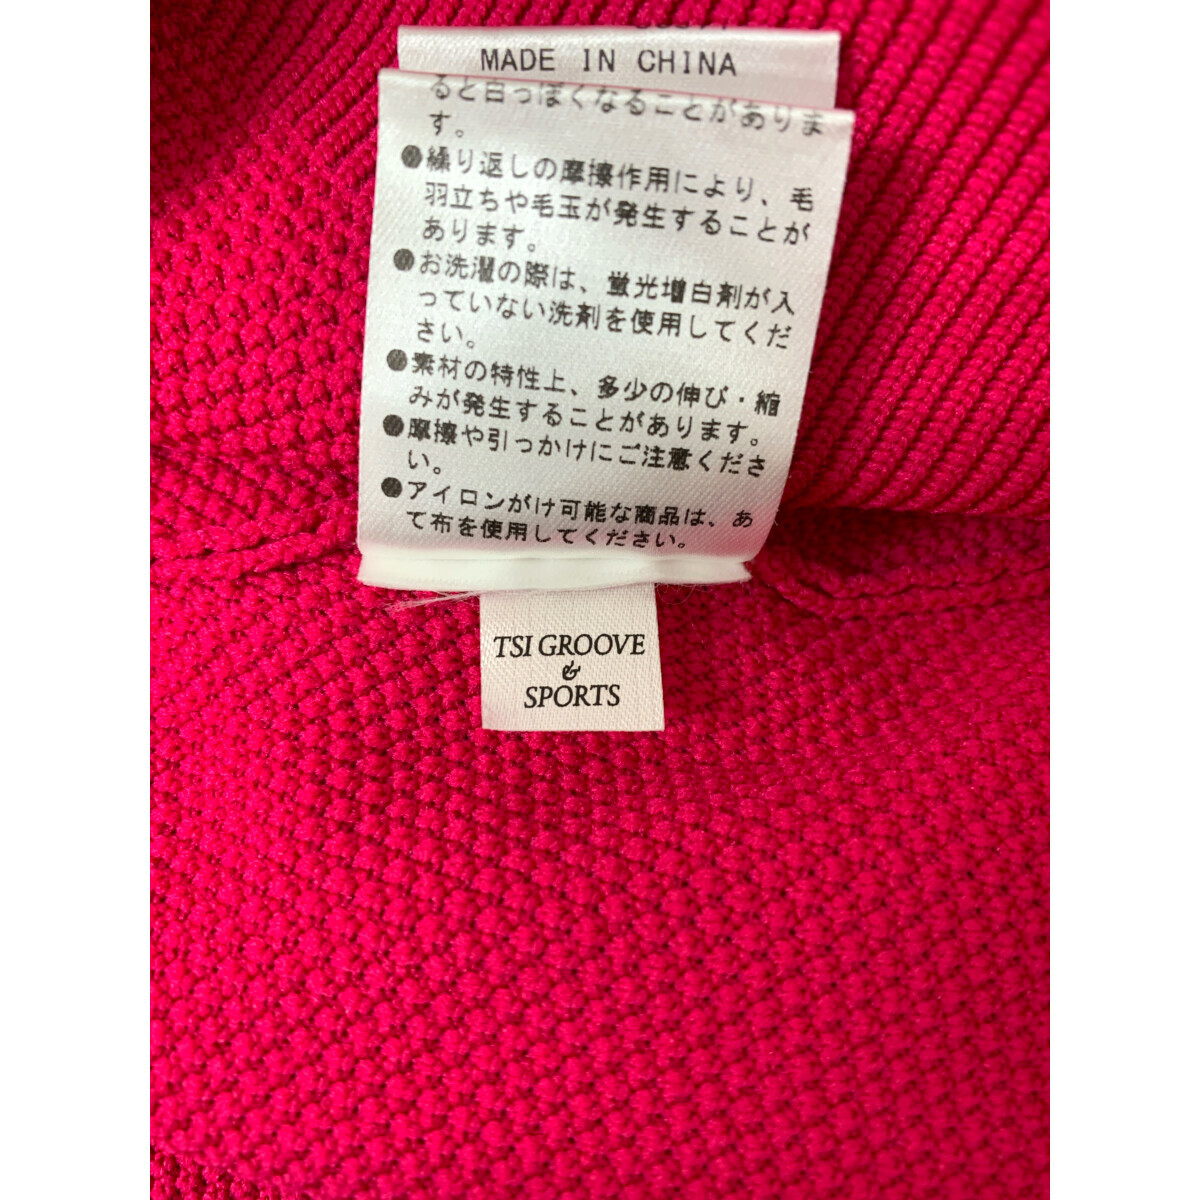 MADE IN CHINA
ると白っぽくなることがありま
す。
●繰り返しの摩擦作用により、毛
羽立ちや毛玉が発生することが
あります。
●お洗濯の際は、蛍光増白剤が入
っていない洗剤を使用してくだ
さい。
●素材の特性上、多少の伸び・縮
みが発生することがあります。
●摩擦や引っかけにご注意くださ
い。
●アイロンがけ可能な商品は、あ
て布を使用してください。
TSI GROOVE
&
SPORTS